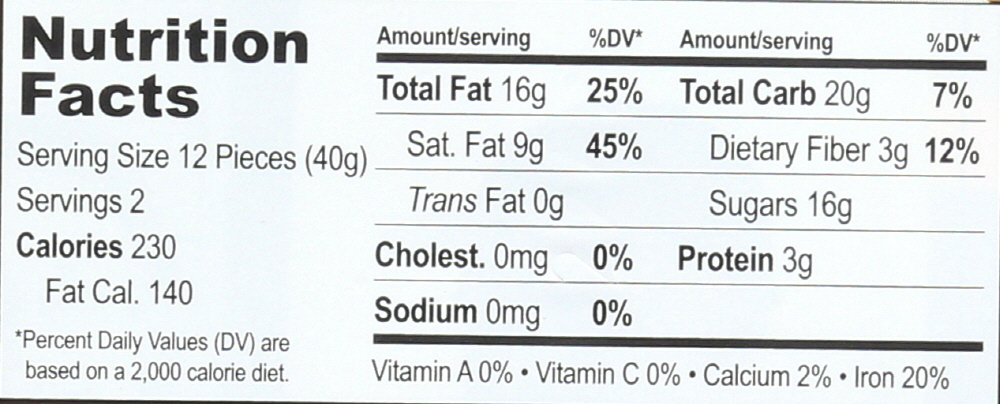 Nutrition
Facts
Serving Size 12 Pieces (40g)
Servings 2
Calories 230
Fat Cal. 140
*Percent Daily Values (DV) are
based on a 2,000 calorie diet.
Amount/serving %DV* Amount/serving %DV*
Total Fat 16g 25% Total Carb 20g 7%
Sat. Fat 9g 45% Dietary Fiber 3g 12%
Trans Fat 0g Sugars 16g
Cholest. 0mg 0% Protein 3g
Sodium 0mg 0%
Vitamin A 0% • Vitamin C 0% • Calcium 2% • Iron 20%